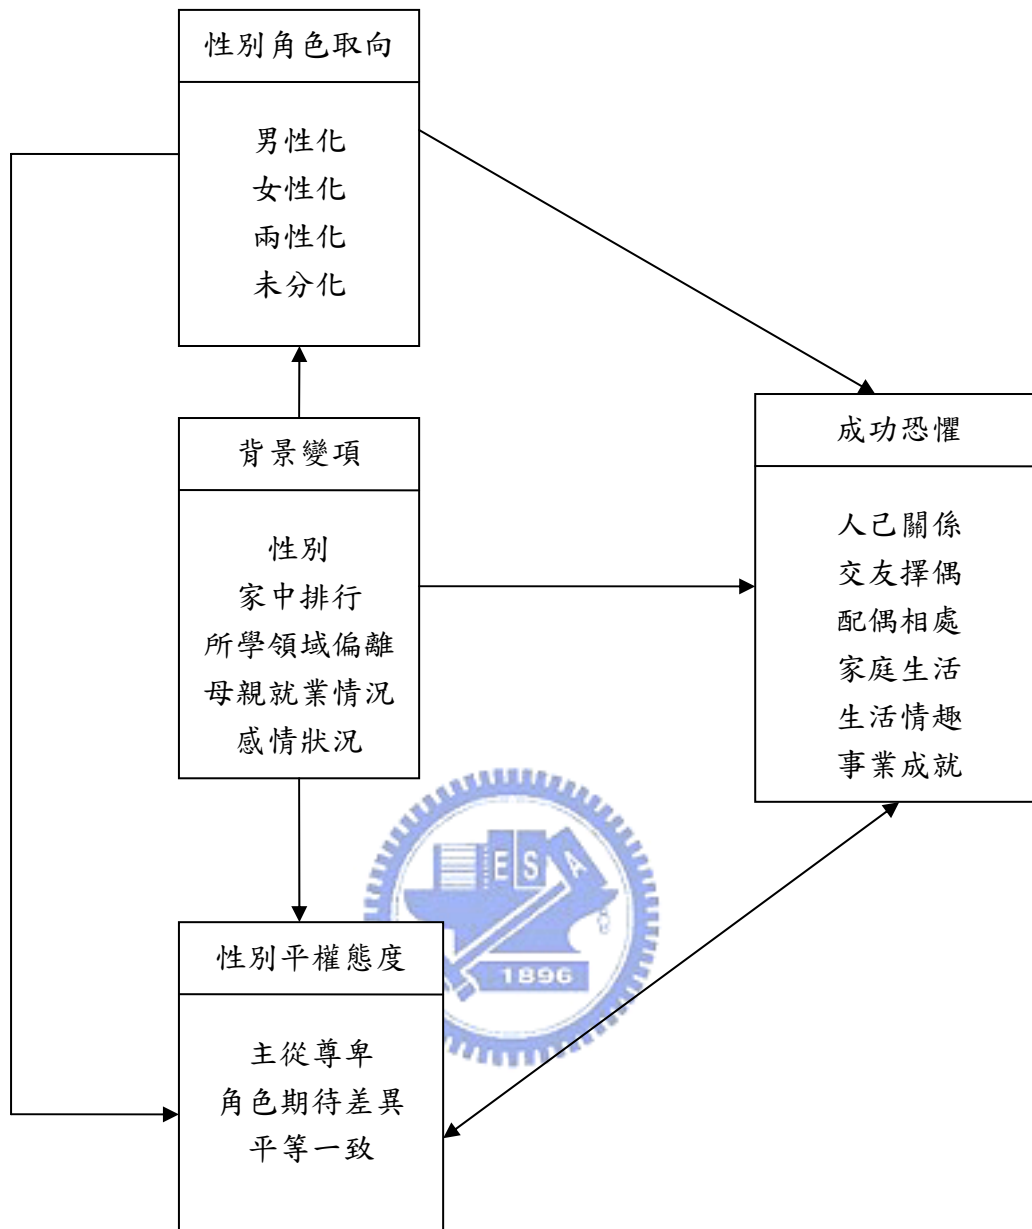 性別角色取向
男性化
女性化
兩性化
未分化
背景變項
性別
家中排行
所學領域偏離
母親就業情況
感情狀況
成功恐懼
人己關係
交友擇偶
配偶相處
家庭生活
生活情趣
事業成就
E S A
1896
性別平權態度
主從尊卑
角色期待差異
平等一致